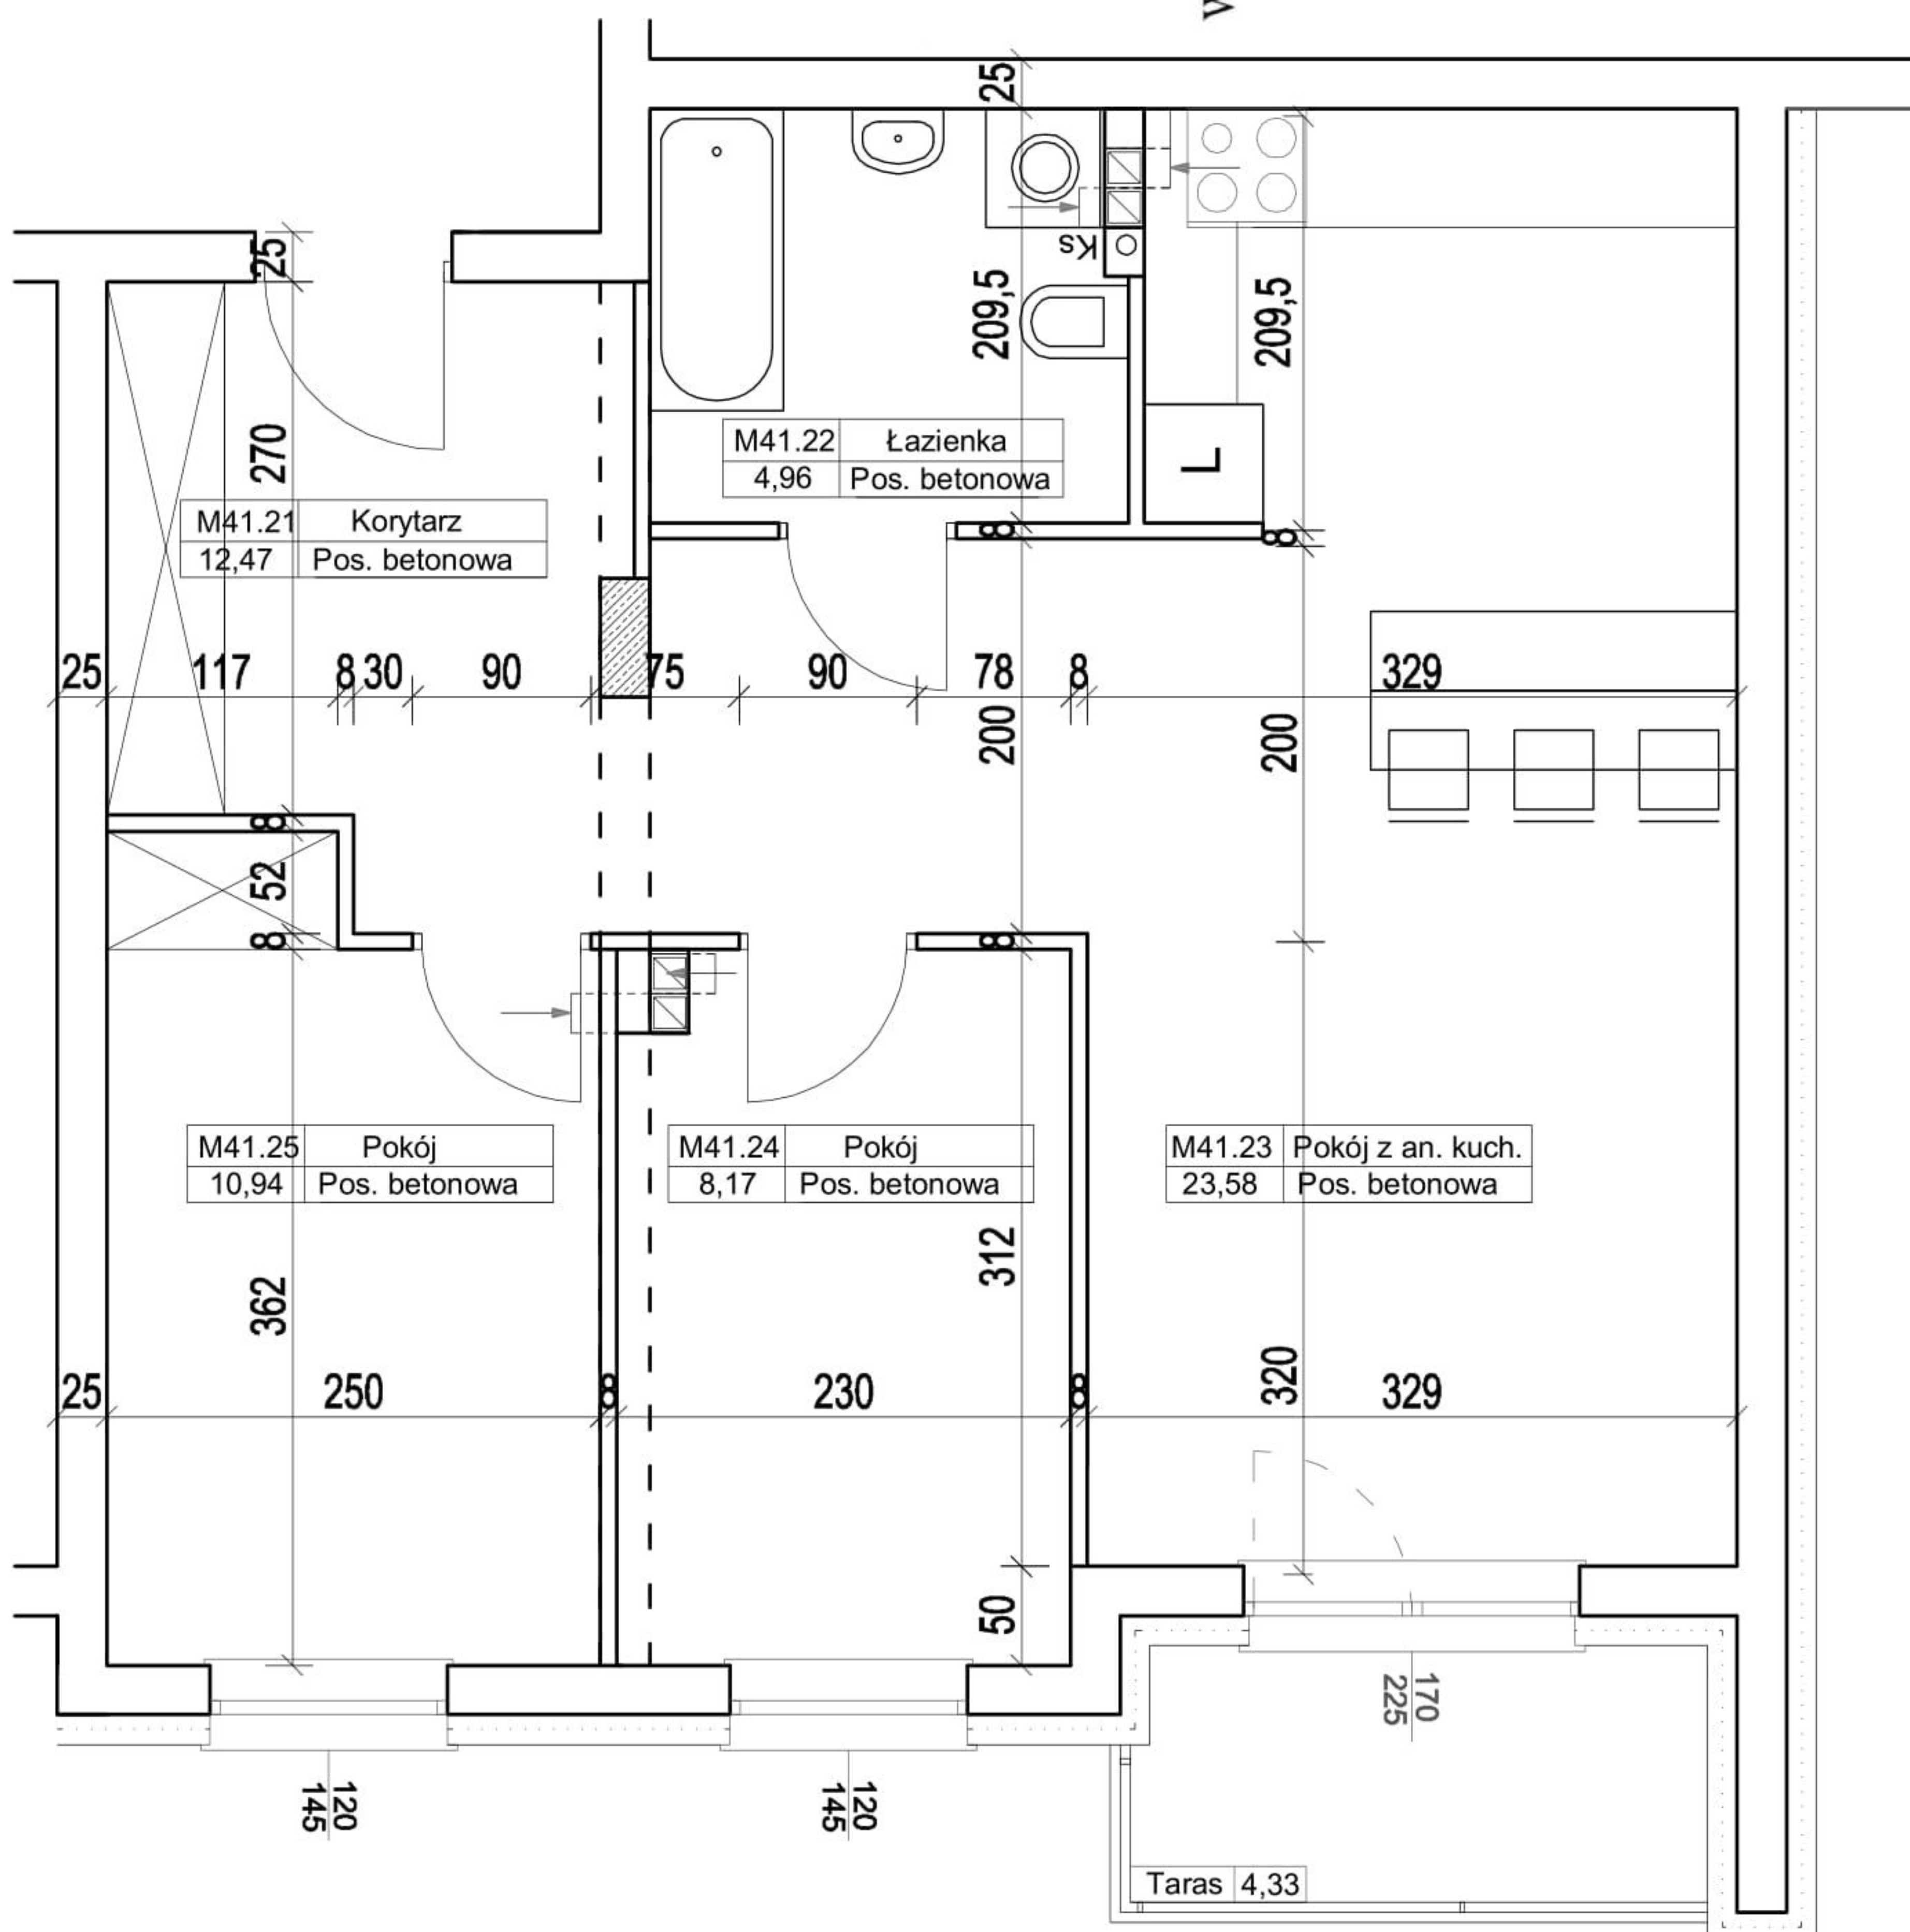 w
25
25
209,5
209,5
Ks
270
L
M41.22 Łazienka
4,96 Pos. betonowa
M41.21 Korytarz
12,47 Pos. betonowa
8
8
25 117 8 30 90 75 90 78 8 329
200
200
8
52
8
8
M41.25 Pokój
10,94 Pos. betonowa
M41.24 Pokój
8,17 Pos. betonowa
M41.23 Pokój z an. kuch.
23,58 Pos. betonowa
362
312
320
25 250 8 230 8 329
50
170
225
120
145
120
145
Taras 4,33